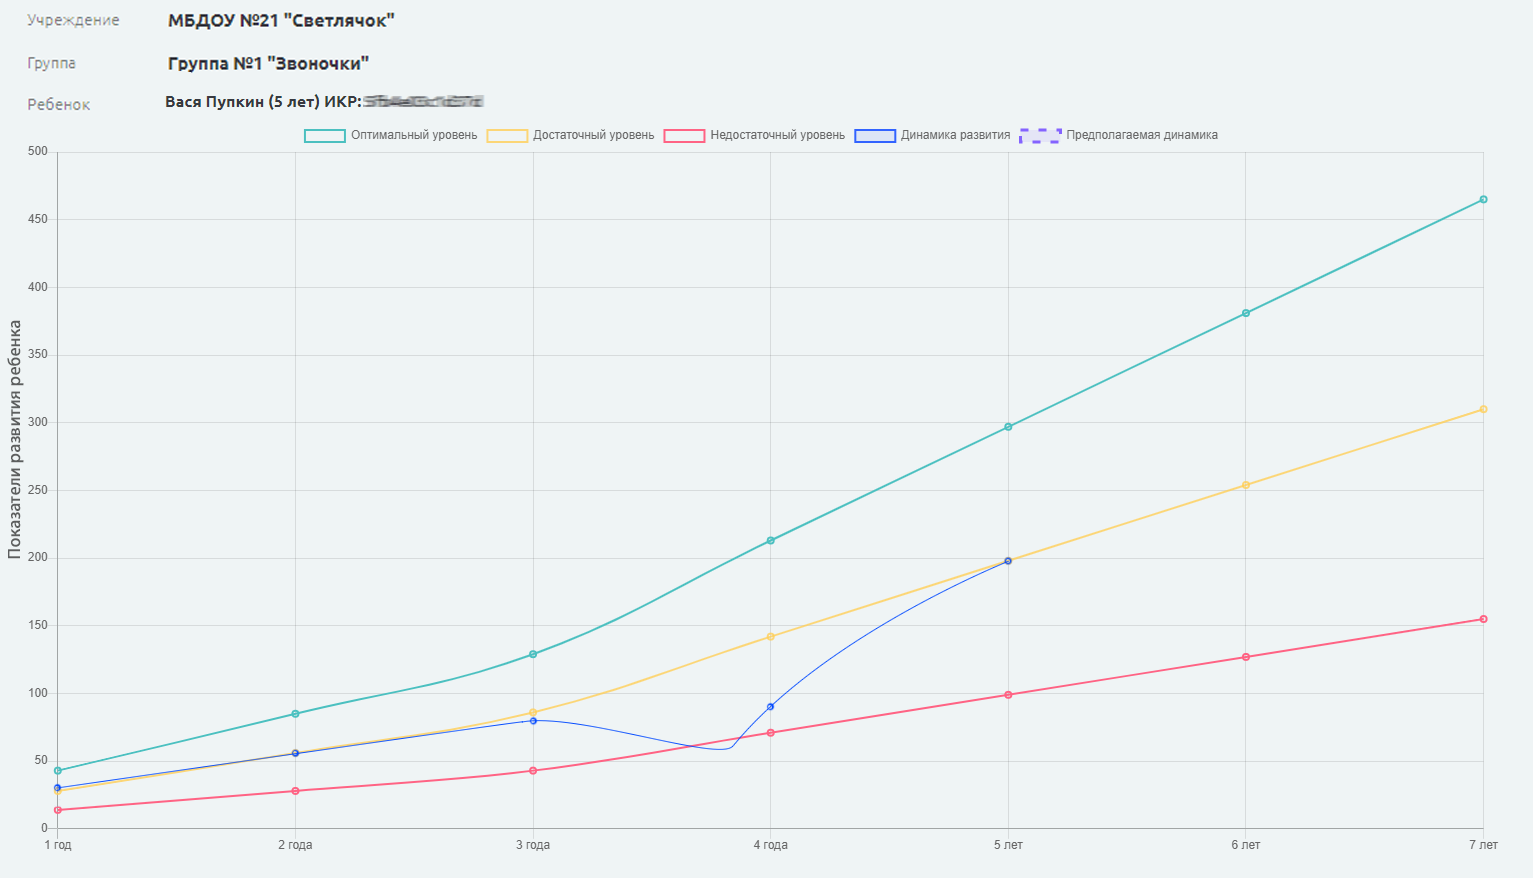 Учреждение МБДОУ №21 "Светлячок"
Группа Группа №1 "Звоночки"
Ребенок Вася Пупкин (5 лет) ИКР:
Оптимальный уровень Достаточный уровень Недостаточный уровень Динамика развития Предполагаемая динамика
Показатели развития ребенка
500
450
400
350
300
250
200
150
100
50
0
1 год 2 года 3 года 4 года 5 лет 6 лет 7 лет